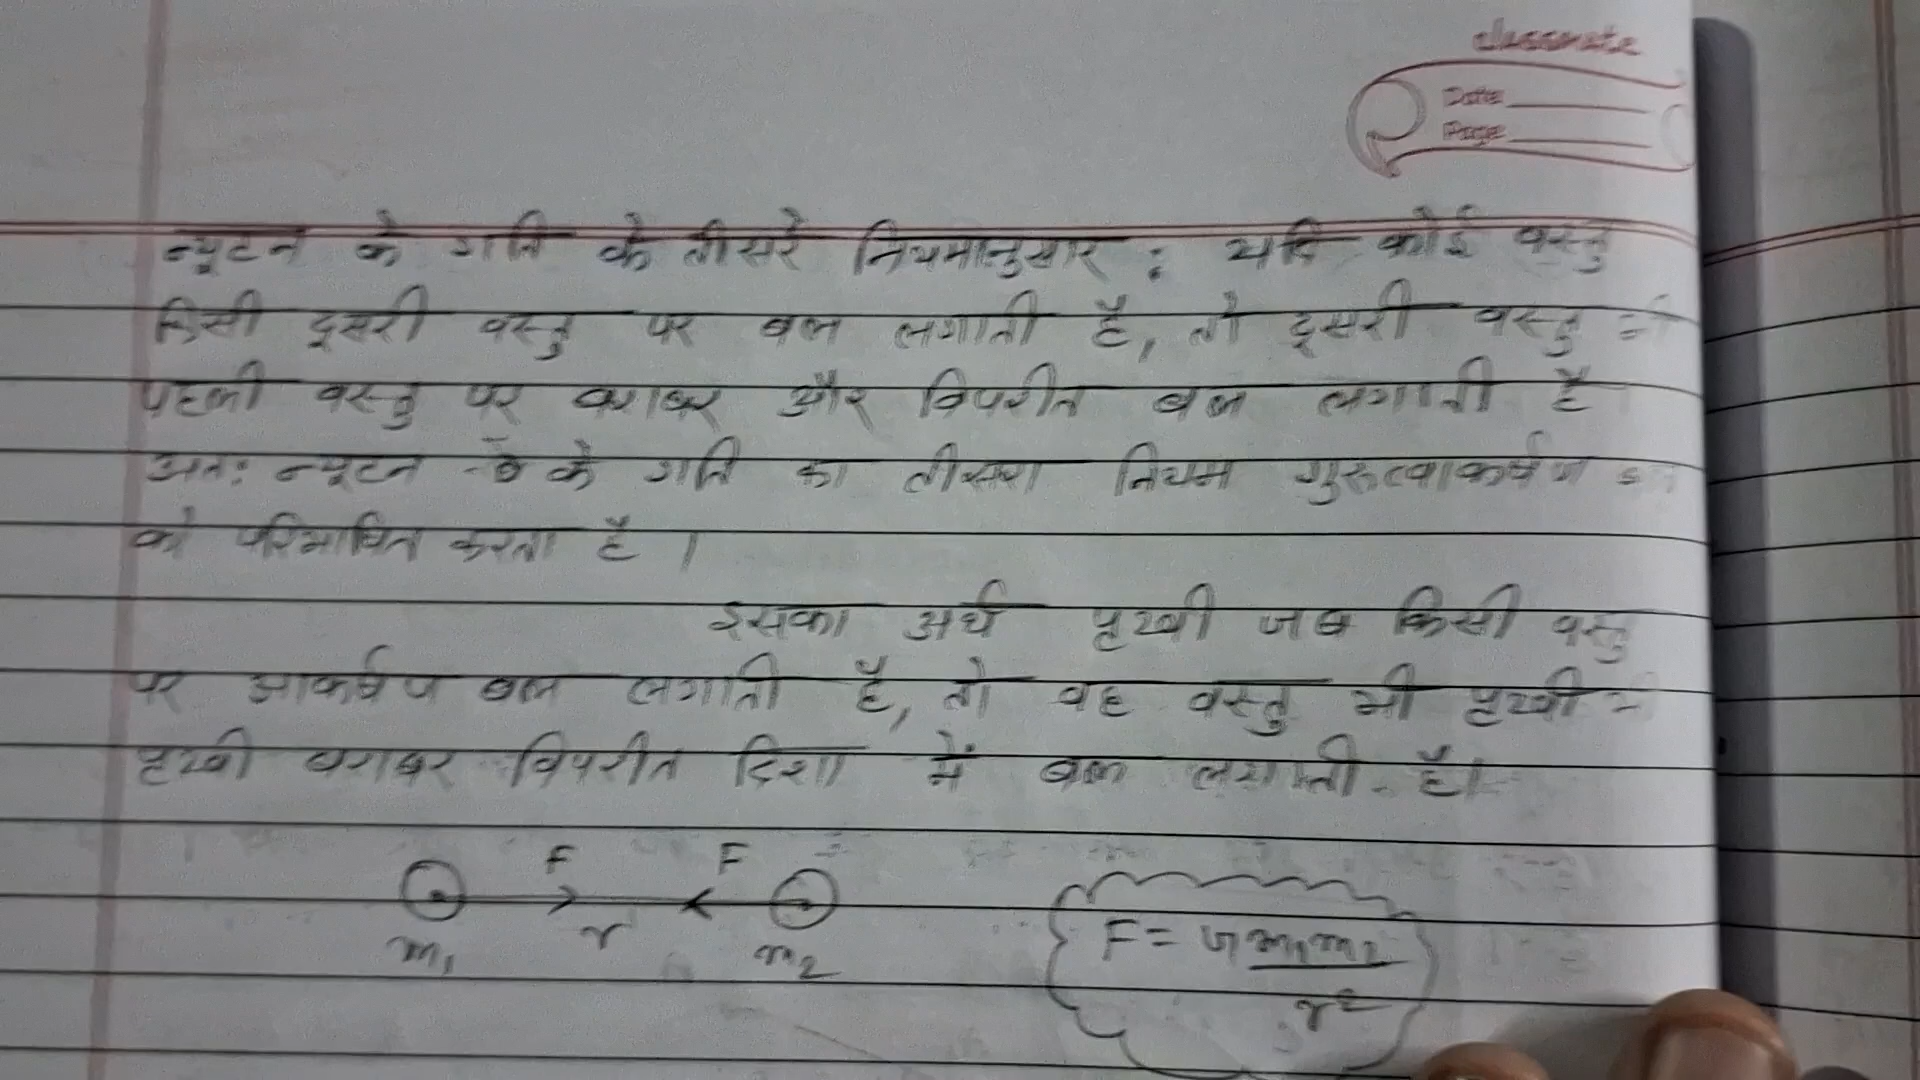 classmate
Date
Page
न्यूटन के गति के तीसरे नियमानुसार : यदि कोई वस्तु
किसी दूसरी वस्तु पर बल लगाती है, तो दूसरी वस्तु
पहली वस्तु पर बराबर और विपरीत बल लगाती है
अतः न्यूटन के गति का तीसरा नियम गुरुत्वाकर्षण
को परिभाषित करता है ।
इसका अर्थ पृथ्वी जब किसी वस्तु
पर आकर्षण बल लगाती है, तो वह वस्तु भी पृथ्वी
पृथ्वी बराबर विपरीत दिशा में बल लगाती है।
F F
r
m₁ m₂
F = G m₁m₂
r²